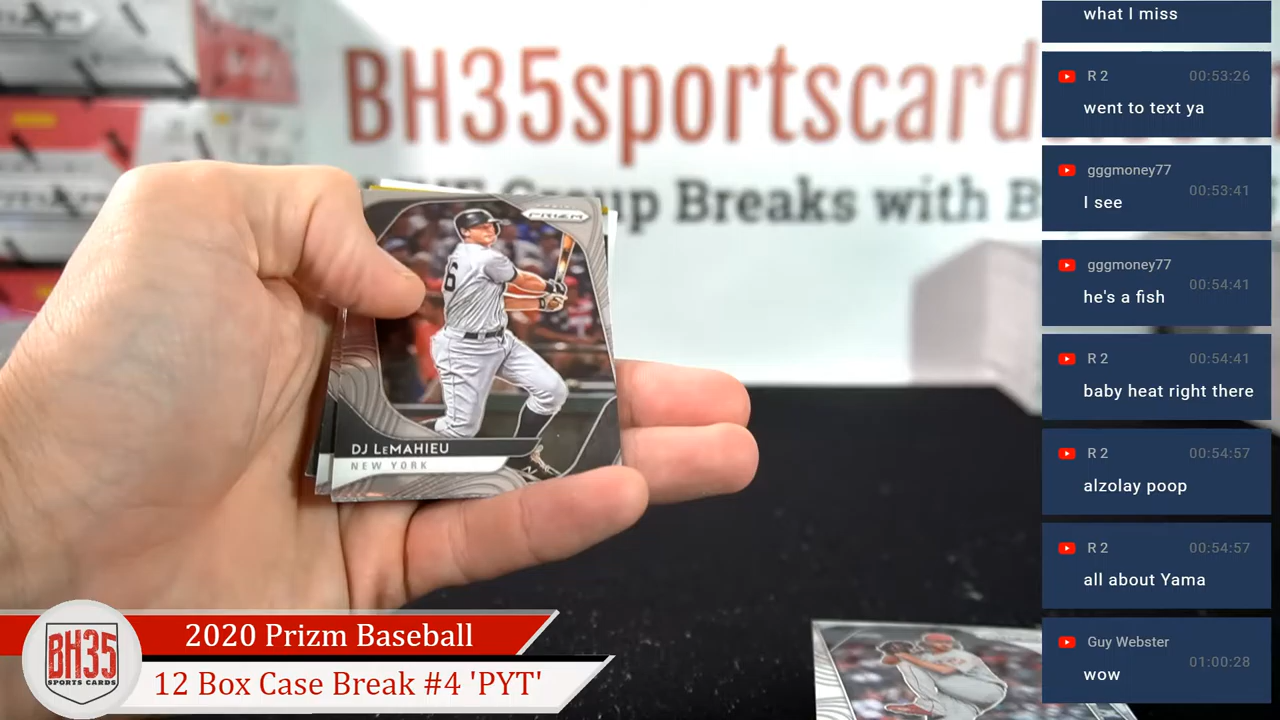 BH35sportscard
up Breaks with B
PRIZM
6
DJ LEMAHIEU
NEW YORK
what I miss
R 2 00:53:26
went to text ya
gggmoney77 00:53:41
I see
gggmoney77 00:54:41
he's a fish
R 2 00:54:41
baby heat right there
R 2 00:54:57
alzolay poop
R 2 00:54:57
all about Yama
Guy Webster 01:00:28
wow
BH35
SPORTS CARDS
2020 Prizm Baseball
12 Box Case Break #4 'PYT'